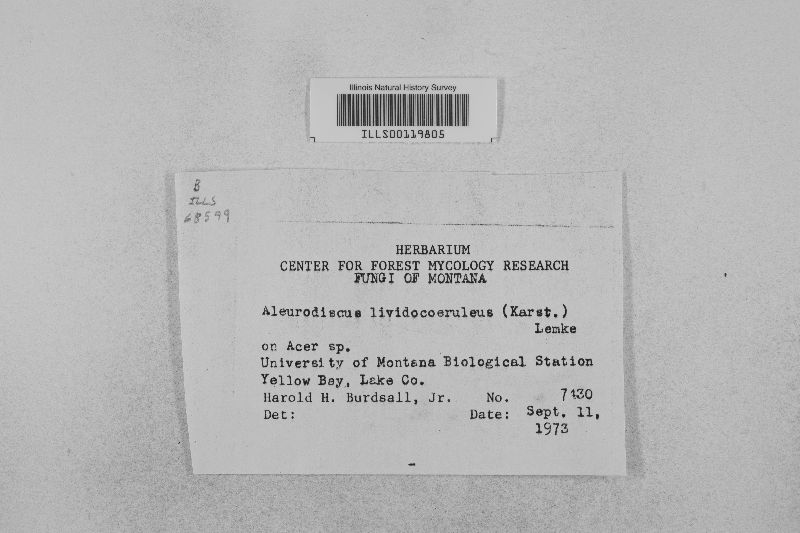 Illinois Natural History Survey
ILLS00119805
B
ILLS
68599
HERBARIUM
CENTER FOR FOREST MYCOLOGY RESEARCH
FUNGI OF MONTANA
Aleurodiscus lividocoeruleus (Karst.)
Lemke
on Acer sp.
University of Montana Biological Station
Yellow Bay, Lake Co.
Harold H. Burdsall, Jr. No. 7130
Det: Date: Sept. 11,
1973